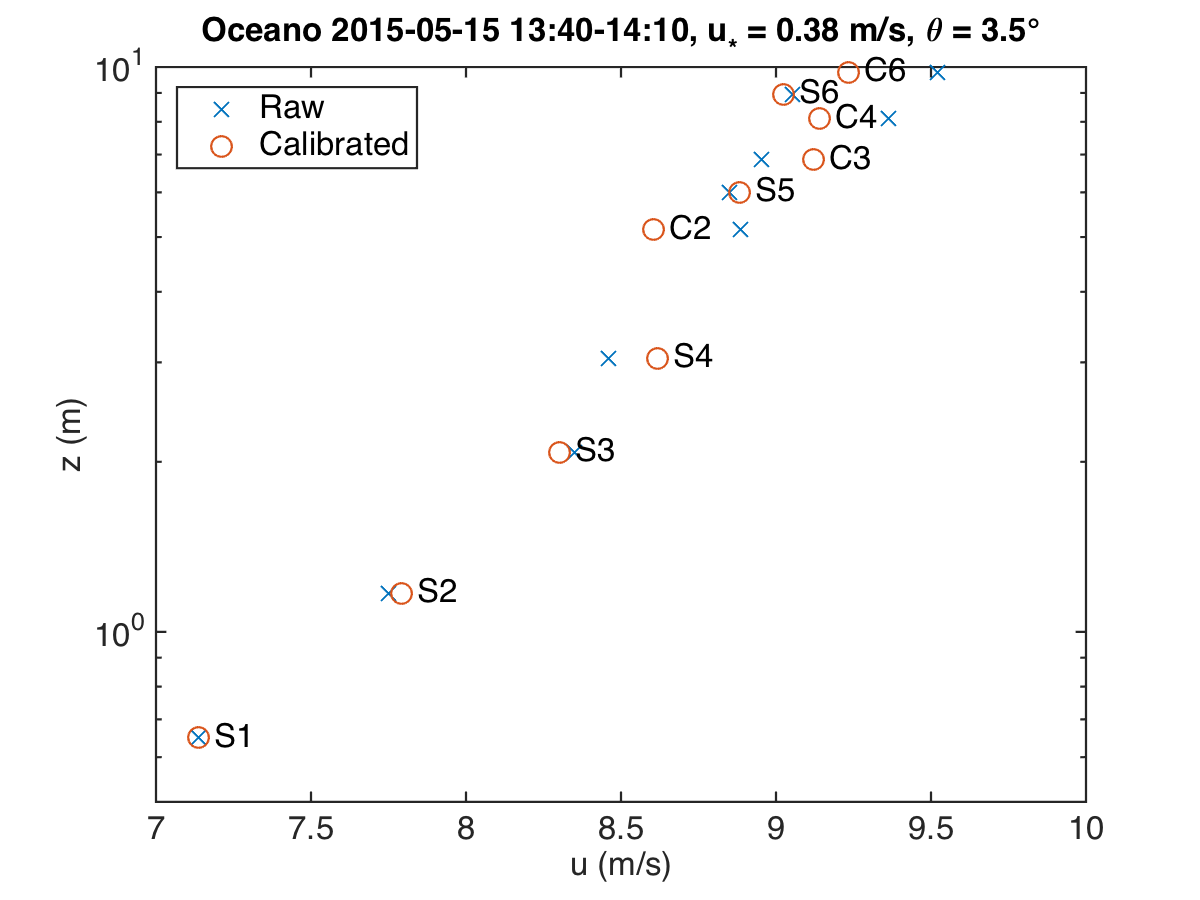 Oceano 2015-05-15 13:40-14:10, u* = 0.38 m/s, θ = 3.5°
Raw
Calibrated
10¹
10⁰
z (m)
C6
S6
C4
C3
S5
C2
S4
S3
S2
S1
7 7.5 8 8.5 9 9.5 10
u (m/s)